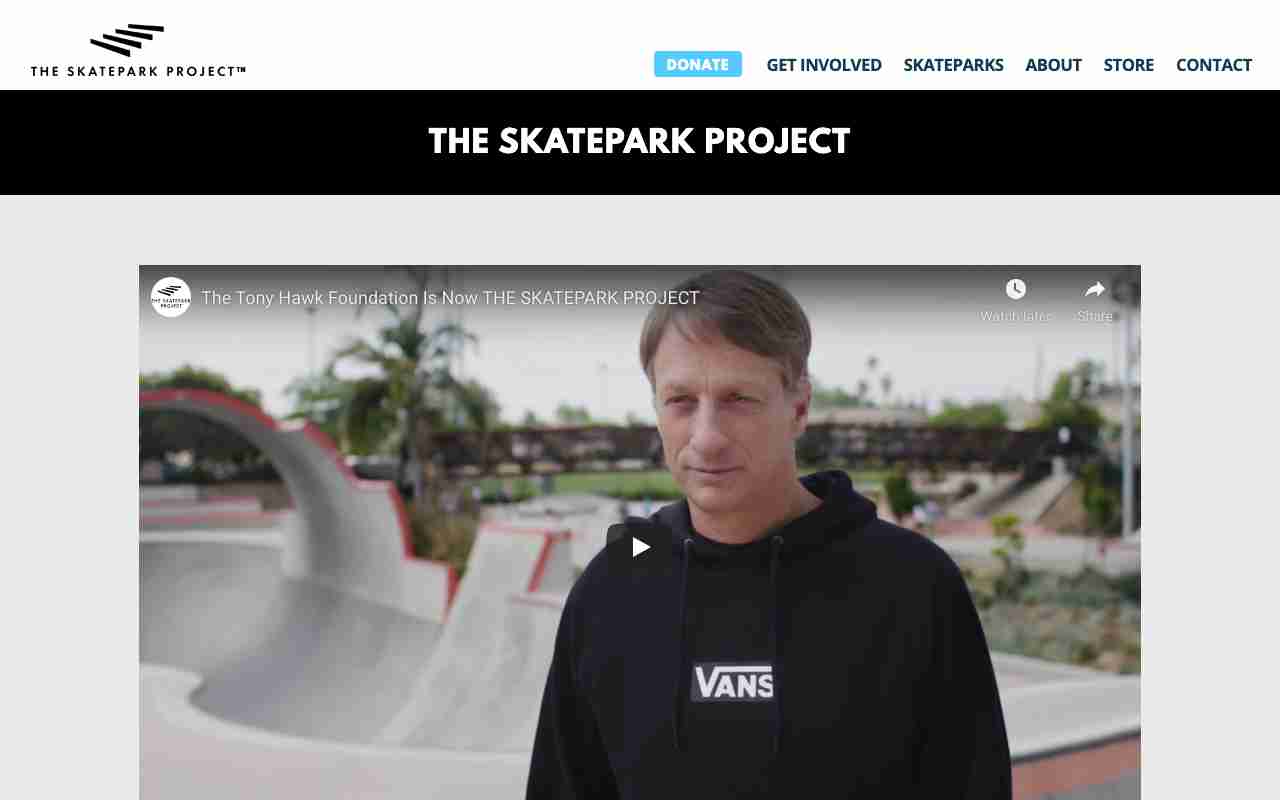 THE SKATEPARK PROJECT™
DONATE GET INVOLVED SKATEPARKS ABOUT STORE CONTACT
THE SKATEPARK PROJECT
THE SKATEPARK PROJECT
The Tony Hawk Foundation Is Now THE SKATEPARK PROJECT
Watch later Share
VANS